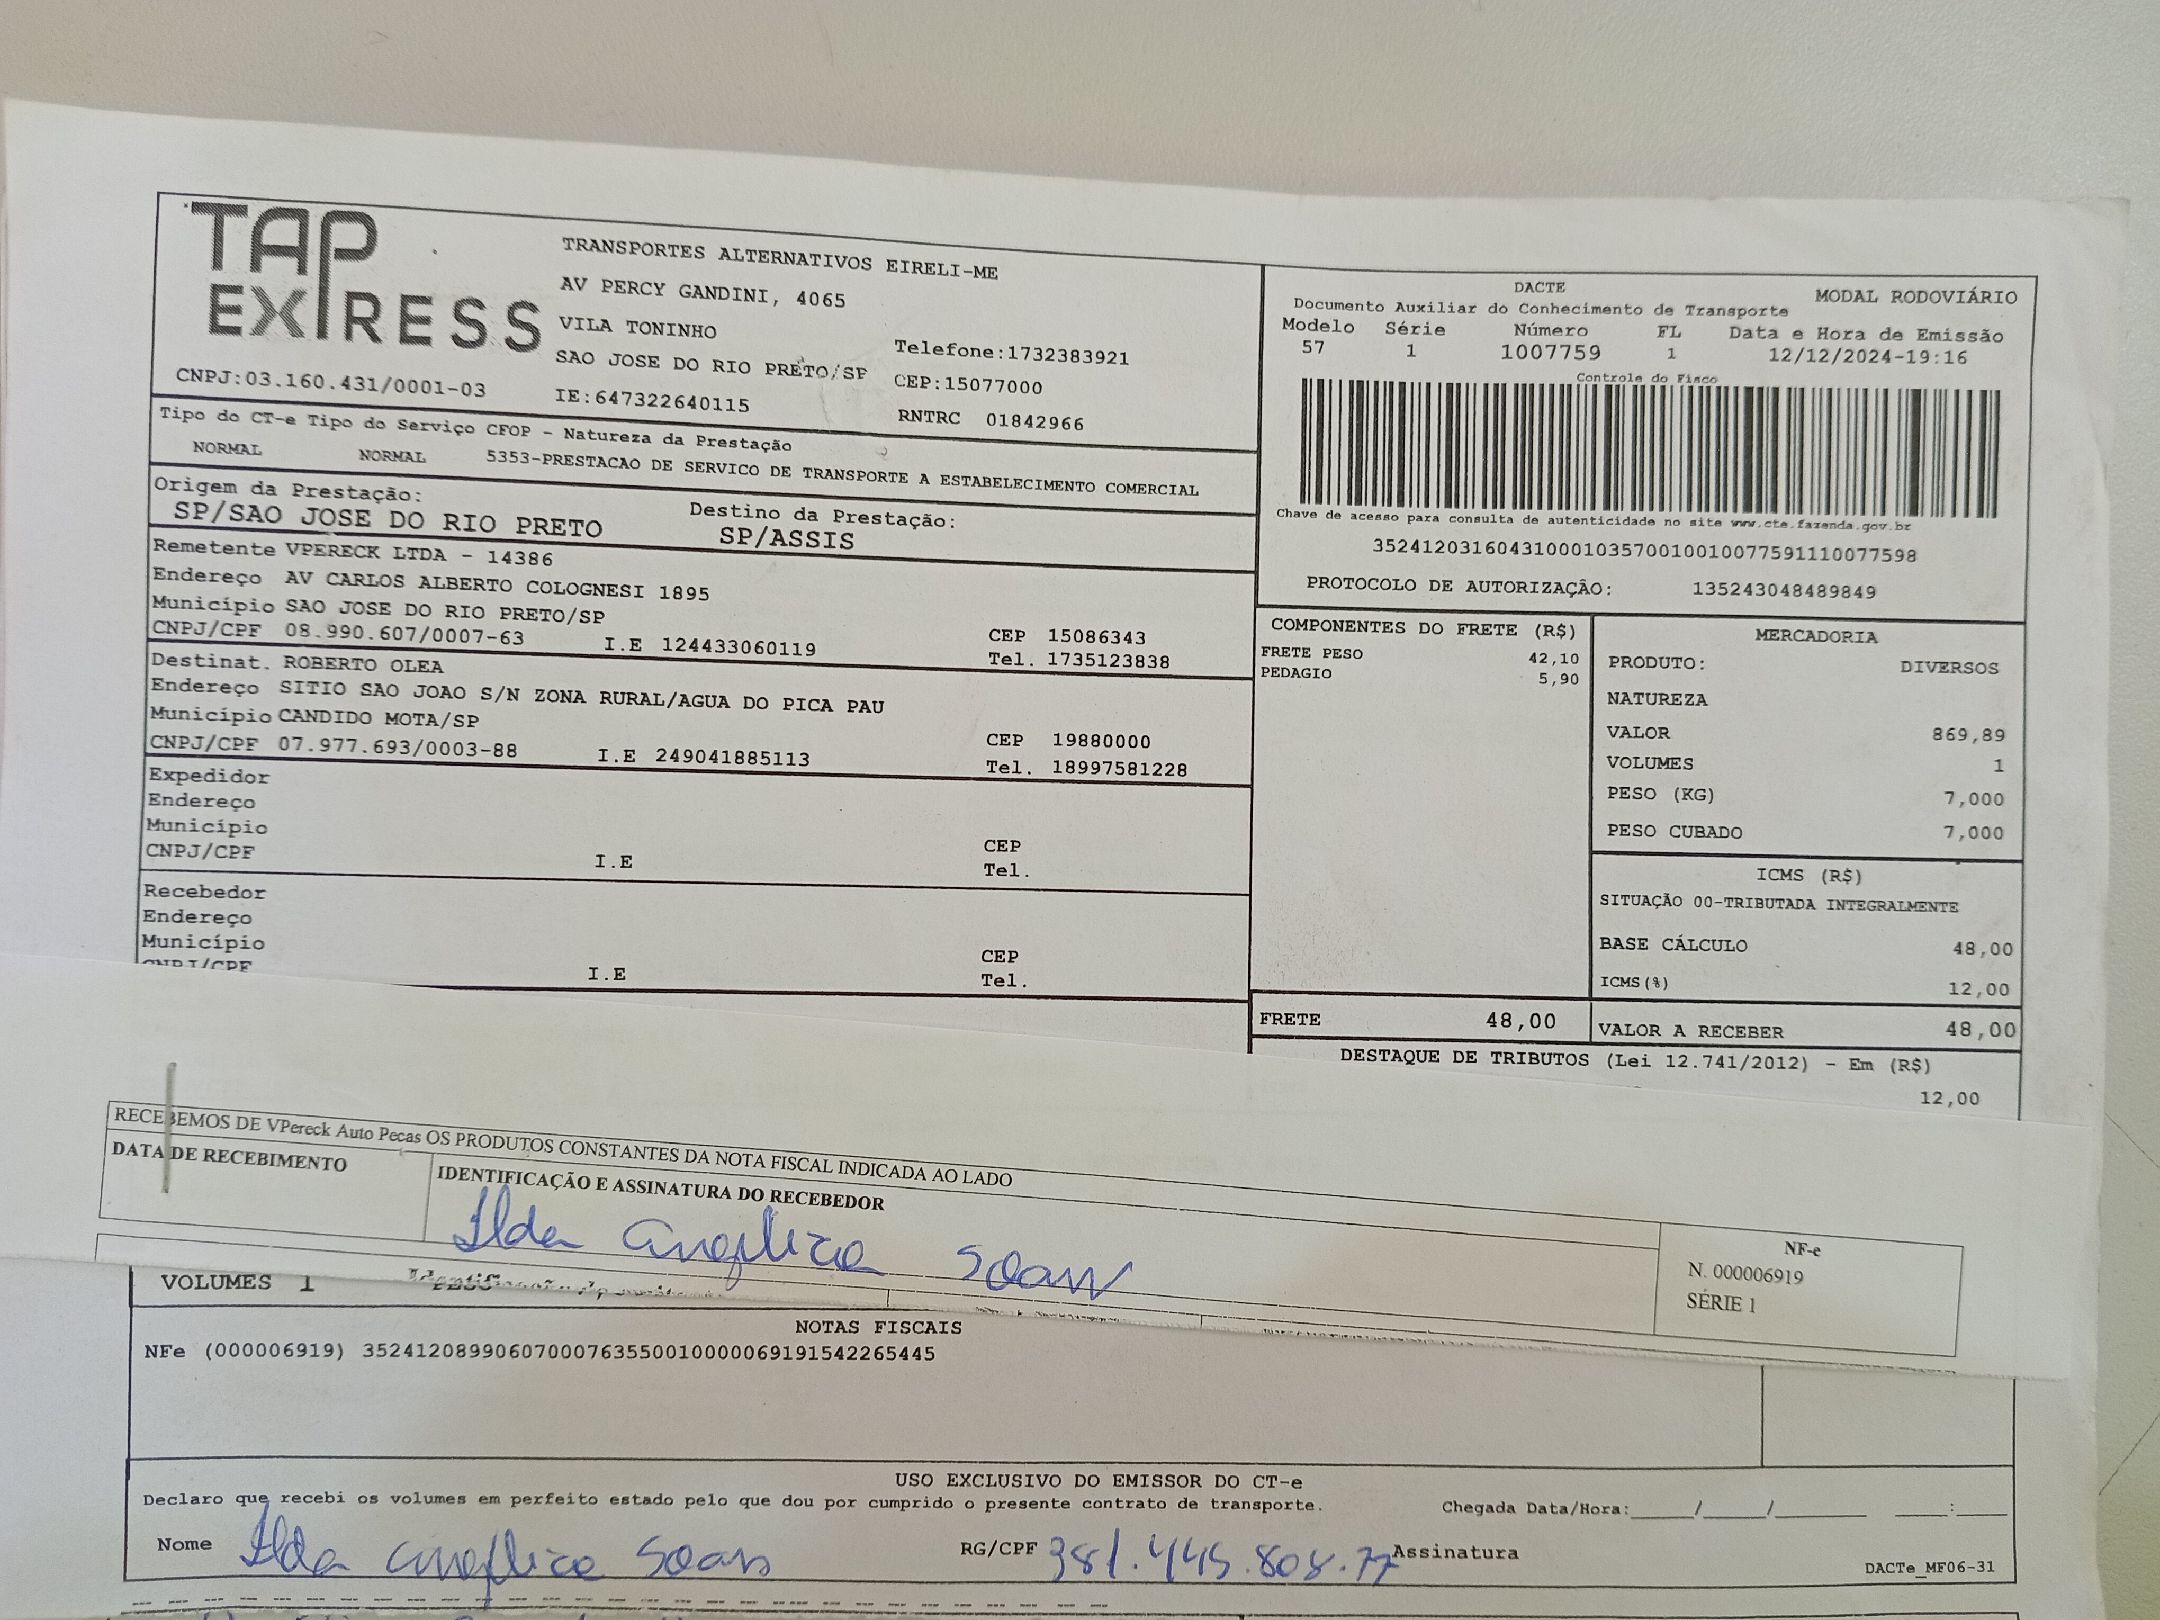 TAP EXPRESS
TRANSPORTES ALTERNATIVOS EIRELI-ME
AV PERCY GANDINI, 4065
VILA TONINHO
SAO JOSE DO RIO PRETO/SP
Telefone:1732383921
CEP:15077000
CNPJ:03.160.431/0001-03
IE:647322640115
RNTRC 01842966
DACTE
MODAL RODOVIÁRIO
Documento Auxiliar do Conhecimento de Transporte
Modelo Série Número FL Data e Hora de Emissão
57 1 1007759 1 12/12/2024-19:16
Controle do Fisco
Chave de acesso para consulta de autenticidade no site www.cte.fazenda.gov.br
35241203160431000103570010010077591110077598
PROTOCOLO DE AUTORIZAÇÃO: 135243048489849
Tipo do CT-e Tipo do Serviço CFOP - Natureza da Prestação
NORMAL NORMAL 5353-PRESTACAO DE SERVICO DE TRANSPORTE A ESTABELECIMENTO COMERCIAL
Origem da Prestação: Destino da Prestação:
SP/SAO JOSE DO RIO PRETO SP/ASSIS
Remetente VPERECK LTDA - 14386
Endereço AV CARLOS ALBERTO COLOGNESI 1895
Município SAO JOSE DO RIO PRETO/SP CEP 15086343
CNPJ/CPF 08.990.607/0007-63 I.E 124433060119 Tel. 1735123838
Destinat. ROBERTO OLEA
Endereço SITIO SAO JOAO S/N ZONA RURAL/AGUA DO PICA PAU
Município CANDIDO MOTA/SP CEP 19880000
CNPJ/CPF 07.977.693/0003-88 I.E 249041885113 Tel. 18997581228
Expedidor
Endereço
Município CEP
CNPJ/CPF I.E Tel.
Recebedor
Endereço
Município CEP
CNPJ/CPF I.E Tel.
COMPONENTES DO FRETE (R$)
FRETE PESO 42,10
PEDAGIO 5,90
FRETE 48,00
MERCADORIA
PRODUTO: DIVERSOS
NATUREZA
VALOR 869,89
VOLUMES 1
PESO (KG) 7,000
PESO CUBADO 7,000
ICMS (R$)
SITUAÇÃO 00-TRIBUTADA INTEGRALMENTE
BASE CÁLCULO 48,00
ICMS(%) 12,00
VALOR A RECEBER 48,00
DESTAQUE DE TRIBUTOS (Lei 12.741/2012) - Em (R$)
12,00
RECEBEMOS DE VPereck Auto Pecas OS PRODUTOS CONSTANTES DA NOTA FISCAL INDICADA AO LADO
DATA DE RECEBIMENTO IDENTIFICAÇÃO E ASSINATURA DO RECEBEDOR
Ilda Angelica
NF-e
N. 000006919
SÉRIE 1
VOLUMES 1
NOTAS FISCAIS
NFe (000006919) 35241208990607000763550010000069191542265445
USO EXCLUSIVO DO EMISSOR DO CT-e
Declaro que recebi os volumes em perfeito estado pelo que dou por cumprido o presente contrato de transporte. Chegada Data/Hora:_____/_____/_______ ____:____
Nome Ilda Angelica RG/CPF 381.445.808.77 Assinatura
DACTe_MF06-31